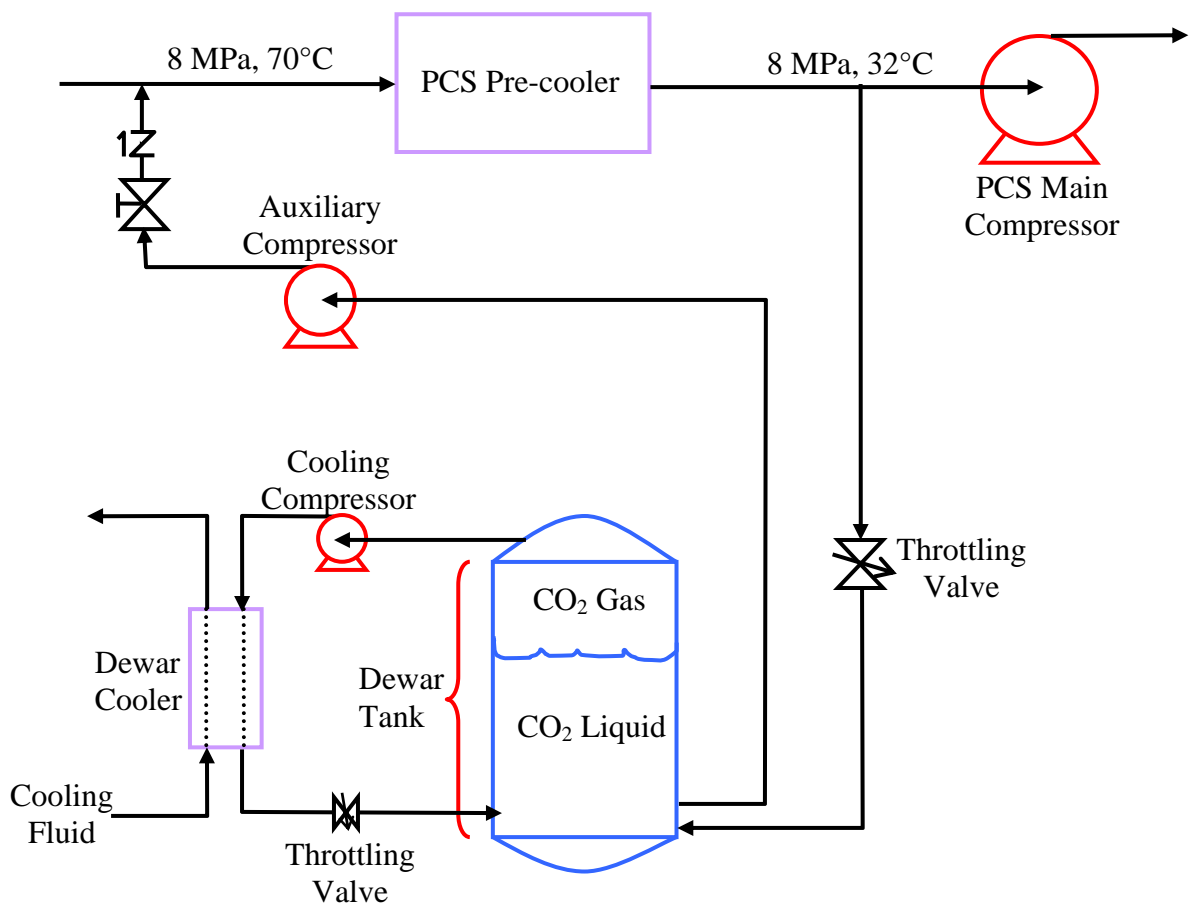 8 MPa, 70°C
PCS Pre-cooler
8 MPa, 32°C
PCS Main
Compressor
Auxiliary
Compressor
Cooling
Compressor
Throttling
Valve
CO₂ Gas
Dewar
Cooler
Dewar
Tank
CO₂ Liquid
Cooling
Fluid
Throttling
Valve